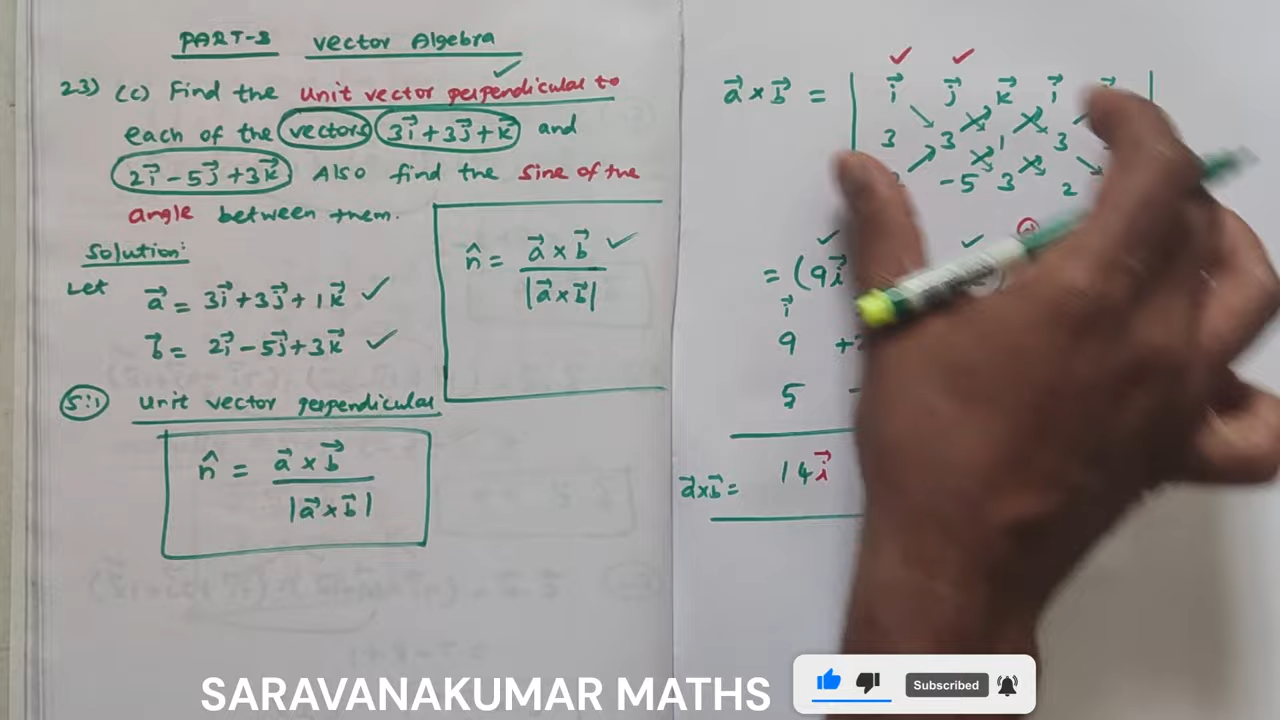 PART-B vector Algebra
23) (c) Find the unit vector perpendicular to
each of the vectors 3i⃗+3j⃗+k⃗ and
2i⃗-5j⃗+3k⃗ Also find the sine of the
angle between them.
Solution:
Let a⃗ = 3i⃗+3j⃗+1k⃗ ✓
b⃗ = 2i⃗-5j⃗+3k⃗ ✓
S:1 unit vector perpendicular
n̂ = a⃗ × b⃗
|a⃗ × b⃗|
n̂ = a⃗ × b⃗ ✓
|a⃗ × b⃗|
a⃗ × b⃗ = | i⃗ j⃗ k⃗ i⃗ |
3 3 1 3
-5 3 2
= (9i⃗
i⃗
9 +2
5 -
a⃗×b⃗ = 14i⃗
SARAVANAKUMAR MATHS
Subscribed